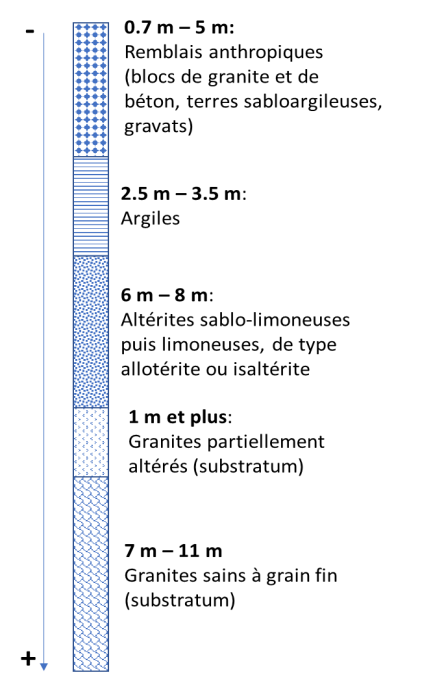 -
0.7 m – 5 m:
Remblais anthropiques
(blocs de granite et de
béton, terres sabloargileuses,
gravats)
2.5 m – 3.5 m:
Argiles
6 m – 8 m:
Altérites sablo-limoneuses
puis limoneuses, de type
allotérite ou isaltérite
1 m et plus:
Granites partiellement
altérés (substratum)
7 m – 11 m
Granites sains à grain fin
(substratum)
+